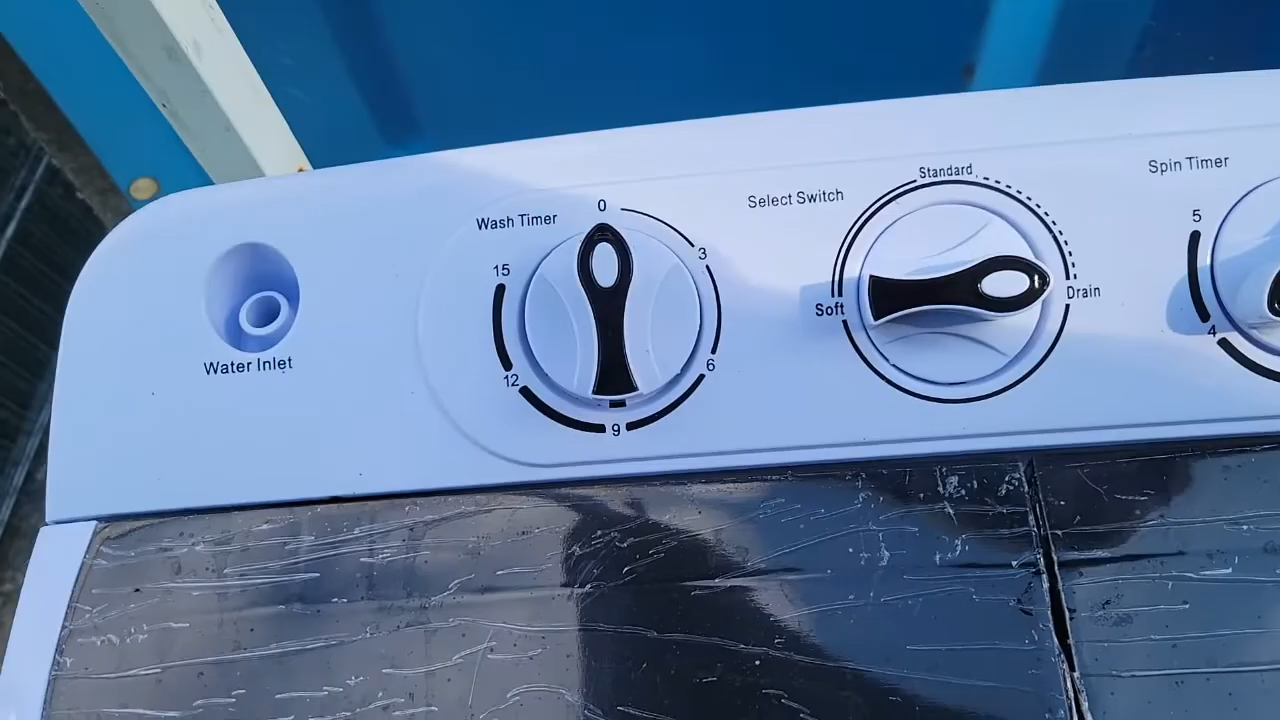 Water Inlet
Wash Timer
0
3
6
9
12
15
Select Switch
Soft
Standard
Drain
Spin Timer
5
4